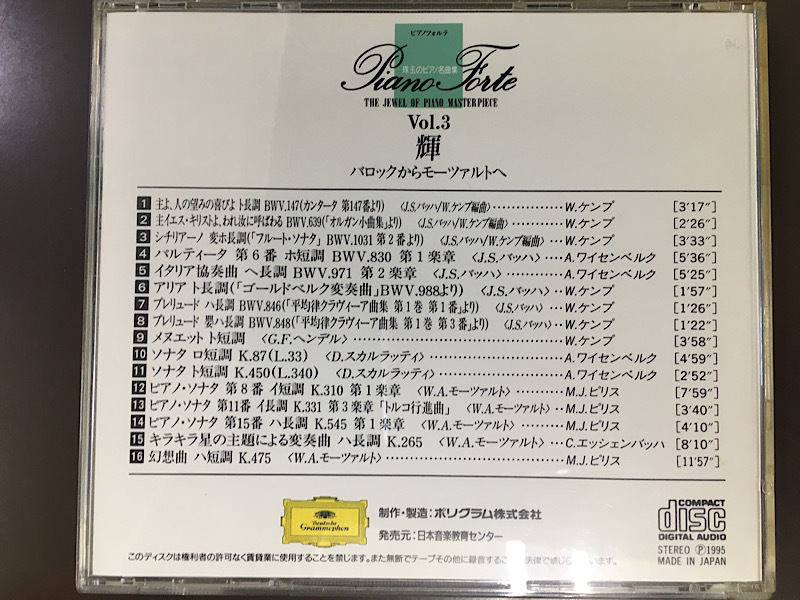 ピアノフォルテ
珠玉のピアノ名曲集
Piano Forte
THE JEWEL OF PIANO MASTERPIECE
Vol.3
輝
バロックからモーツァルトへ
1 主よ、人の望みの喜びよ ト長調 BWV.147(カンタータ 第147番より) 〈J.S.バッハ/W.ケンプ編曲〉……………W.ケンプ [3'17"]
2 主イエス・キリストよ、われ汝に呼ばわる BWV.639(「オルガン小曲集」より) 〈J.S.バッハ/W.ケンプ編曲〉…………W.ケンプ [2'26"]
3 シチリアーノ 変ホ長調(「フルート・ソナタ」 BWV.1031 第2番より) 〈J.S.バッハ/W.ケンプ編曲〉…W.ケンプ [3'33"]
4 パルティータ 第6番 ホ短調 BWV.830 第1楽章 〈J.S.バッハ〉…A.ワイセンベルク [5'36"]
5 イタリア協奏曲 ヘ長調 BWV.971 第2楽章 〈J.S.バッハ〉…………A.ワイセンベルク [5'25"]
6 アリア ト長調(「ゴールドベルク変奏曲」BWV.988より) 〈J.S.バッハ〉…W.ケンプ [1'57"]
7 プレリュード ハ長調 BWV.846(「平均律クラヴィーア曲集 第1巻 第1番」より) 〈J.S.バッハ〉…W.ケンプ [1'26"]
8 プレリュード 嬰ハ長調 BWV.848(「平均律クラヴィーア曲集 第1巻 第3番」より) 〈J.S.バッハ〉…W.ケンプ [1'22"]
9 メヌエット ト短調 〈G.F.ヘンデル〉……………………………W.ケンプ [3'58"]
10 ソナタ ロ短調 K.87(L.33) 〈D.スカルラッティ〉……………………A.ワイセンベルク [4'59"]
11 ソナタ ト短調 K.450(L.340) 〈D.スカルラッティ〉…………………A.ワイセンベルク [2'52"]
12 ピアノ・ソナタ 第8番 イ短調 K.310 第1楽章 〈W.A.モーツァルト〉…………M.J.ピリス [7'59"]
13 ピアノ・ソナタ 第11番 イ長調 K.331 第3楽章「トルコ行進曲」 〈W.A.モーツァルト〉…M.J.ピリス [3'40"]
14 ピアノ・ソナタ 第15番 ハ長調 K.545 第1楽章 〈W.A.モーツァルト〉…………M.J.ピリス [4'10"]
15 キラキラ星の主題による変奏曲 ハ長調 K.265 〈W.A.モーツァルト〉…C.エッシェンバッハ [8'10"]
16 幻想曲 ハ短調 K.475 〈W.A.モーツァルト〉……………………………M.J.ピリス [11'57"]
Deutsche Grammophon
制作・製造：ポリグラム株式会社
発売元：日本音楽教育センター
COMPACT
disc
DIGITAL AUDIO
STEREO Ⓟ1995
MADE IN JAPAN
このディスクは権利者の許可なく賃貸業に使用することを禁じます。また無断でテープその他に録音することは法律で禁じられています。